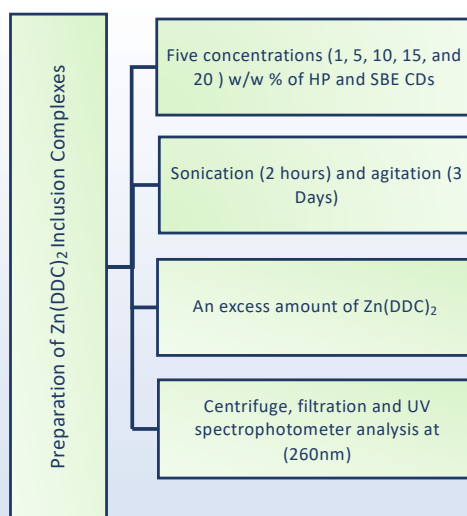 Preparation of Zn(DDC)₂ Inclusion Complexes
Five concentrations (1, 5, 10, 15, and
20 ) w/w % of HP and SBE CDs
Sonication (2 hours) and agitation (3
Days)
An excess amount of Zn(DDC)₂
Centrifuge, filtration and UV
spectrophotometer analysis at
(260nm)